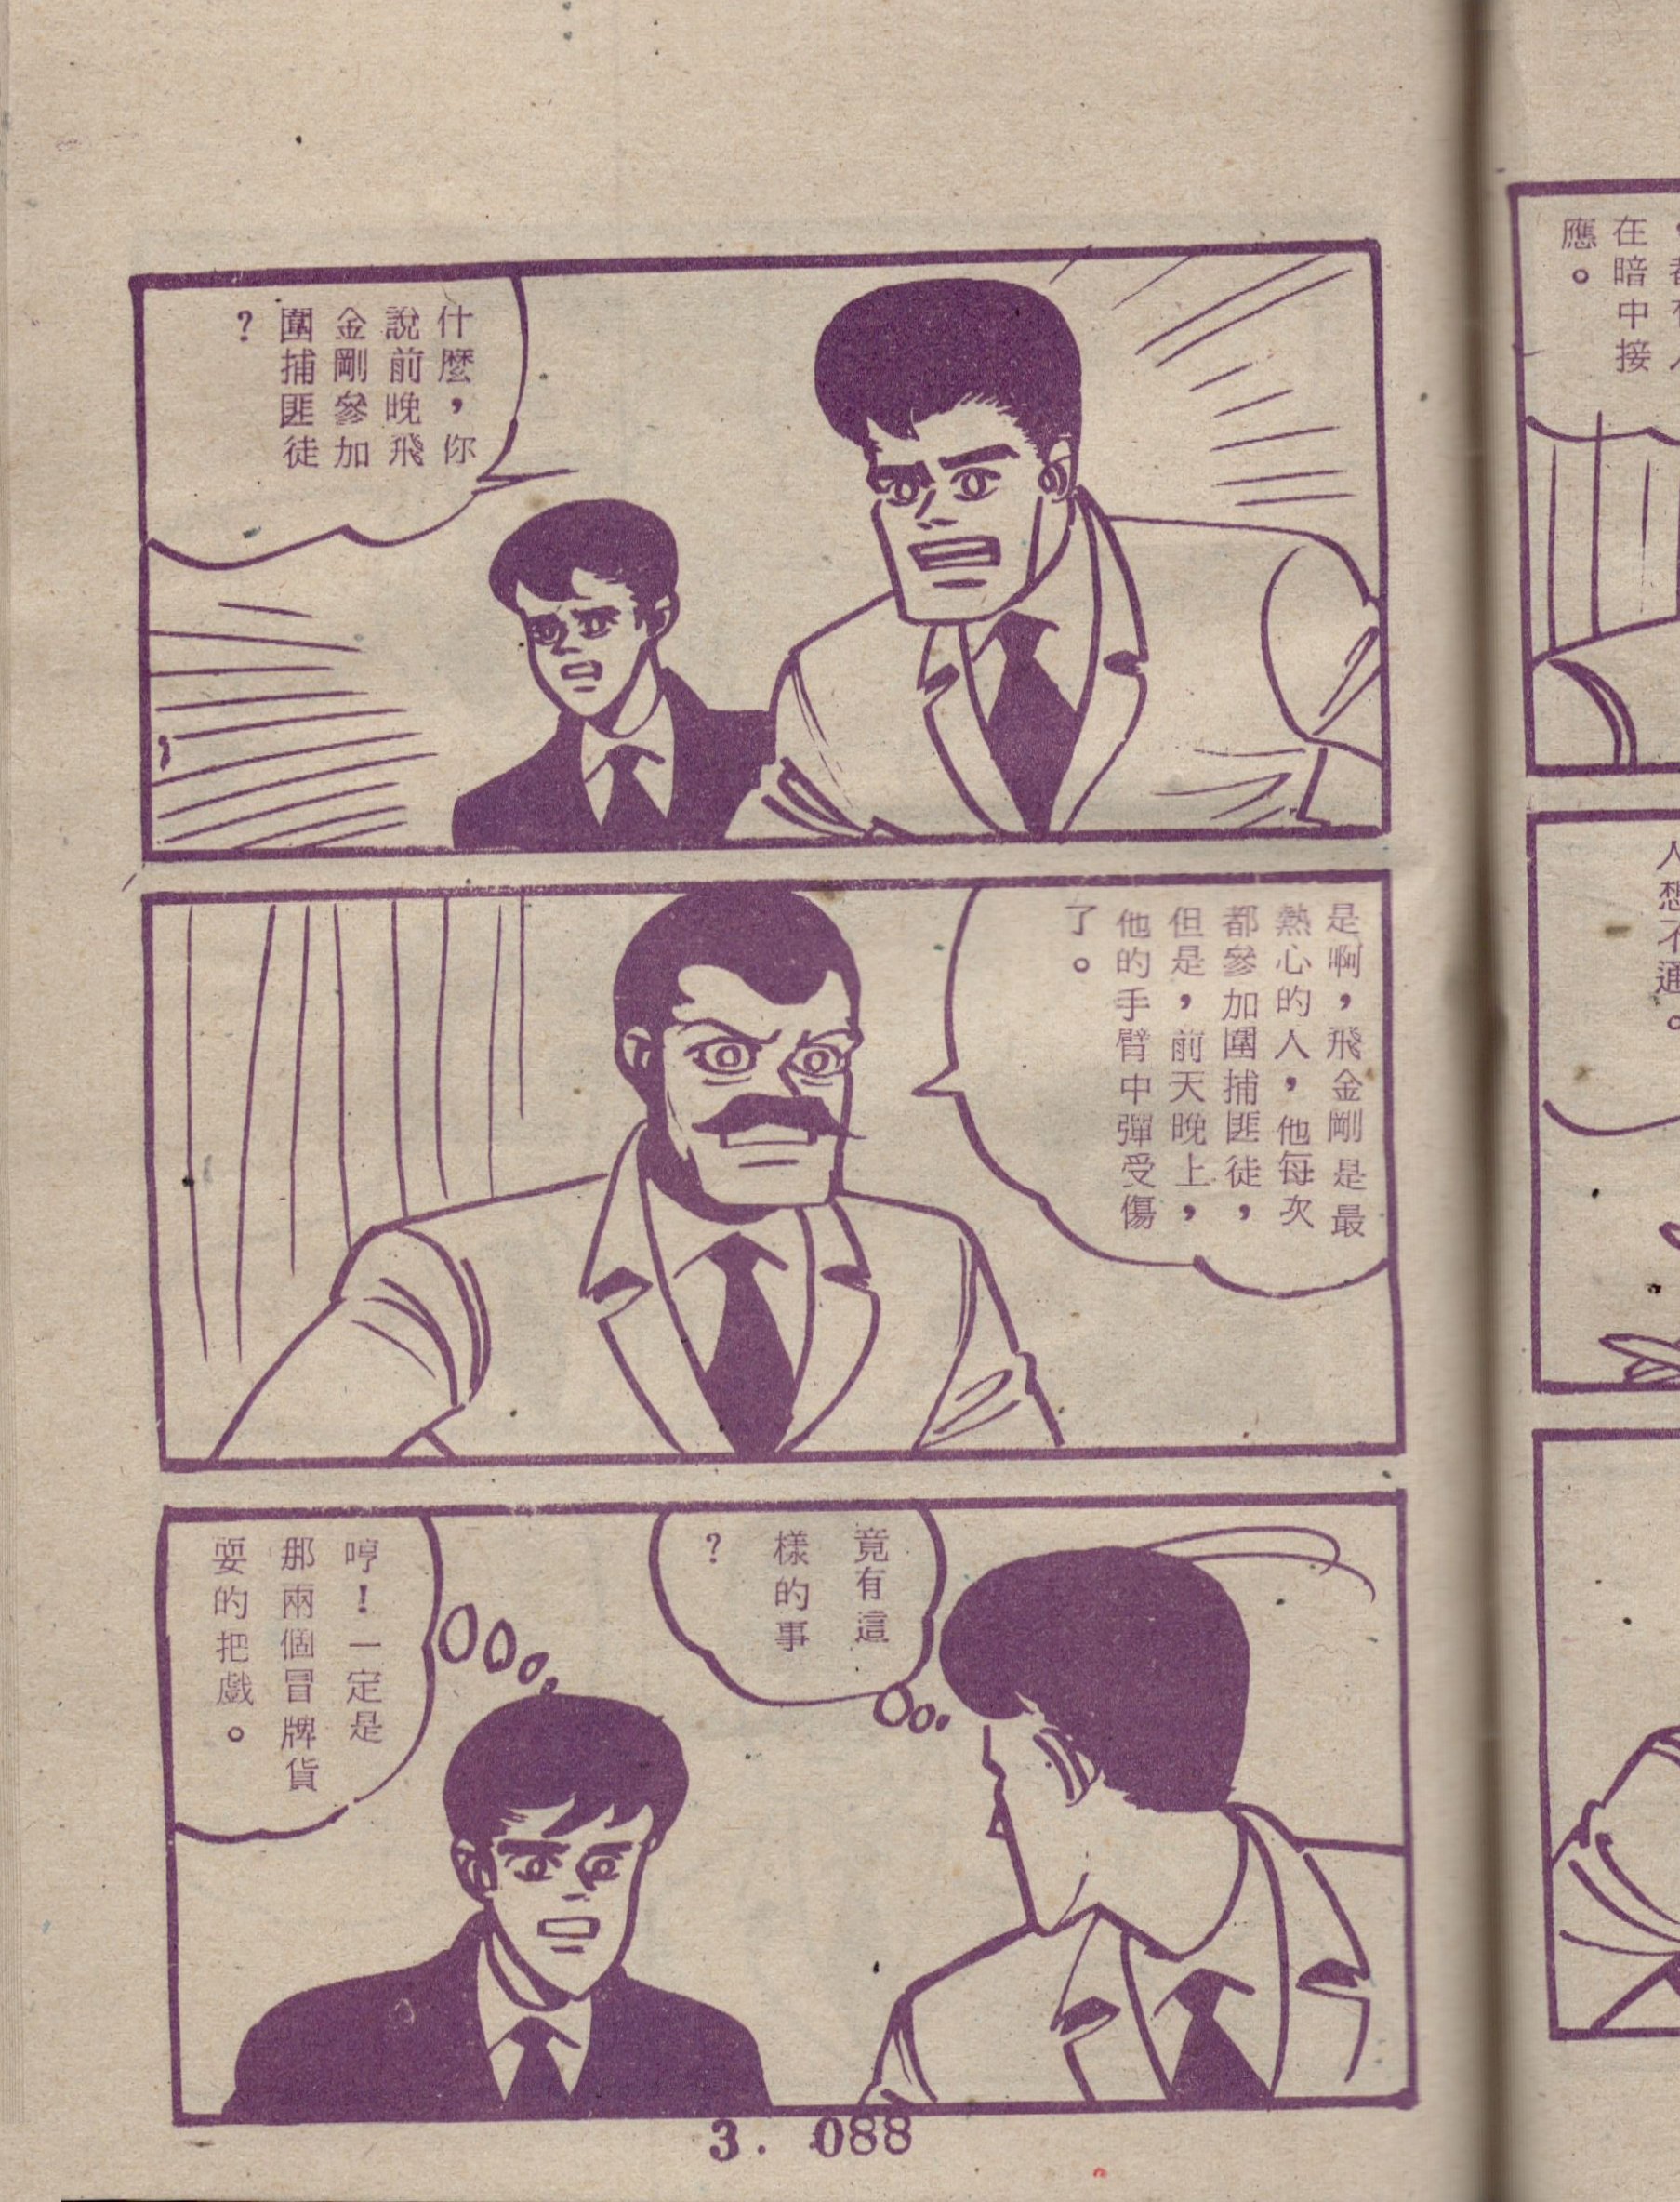 什麼，你
說前晚飛
金剛參加
圍捕匪徒
？
是啊，飛金剛是最
熱心的人，他每次
都參加圍捕匪徒，
但是，前天晚上，
他的手臂中彈受傷
了。
竟有這
樣的事
？
哼！一定是
那兩個冒牌貨
耍的把戲。
3. 088
在暗中接
應。
人想不通。